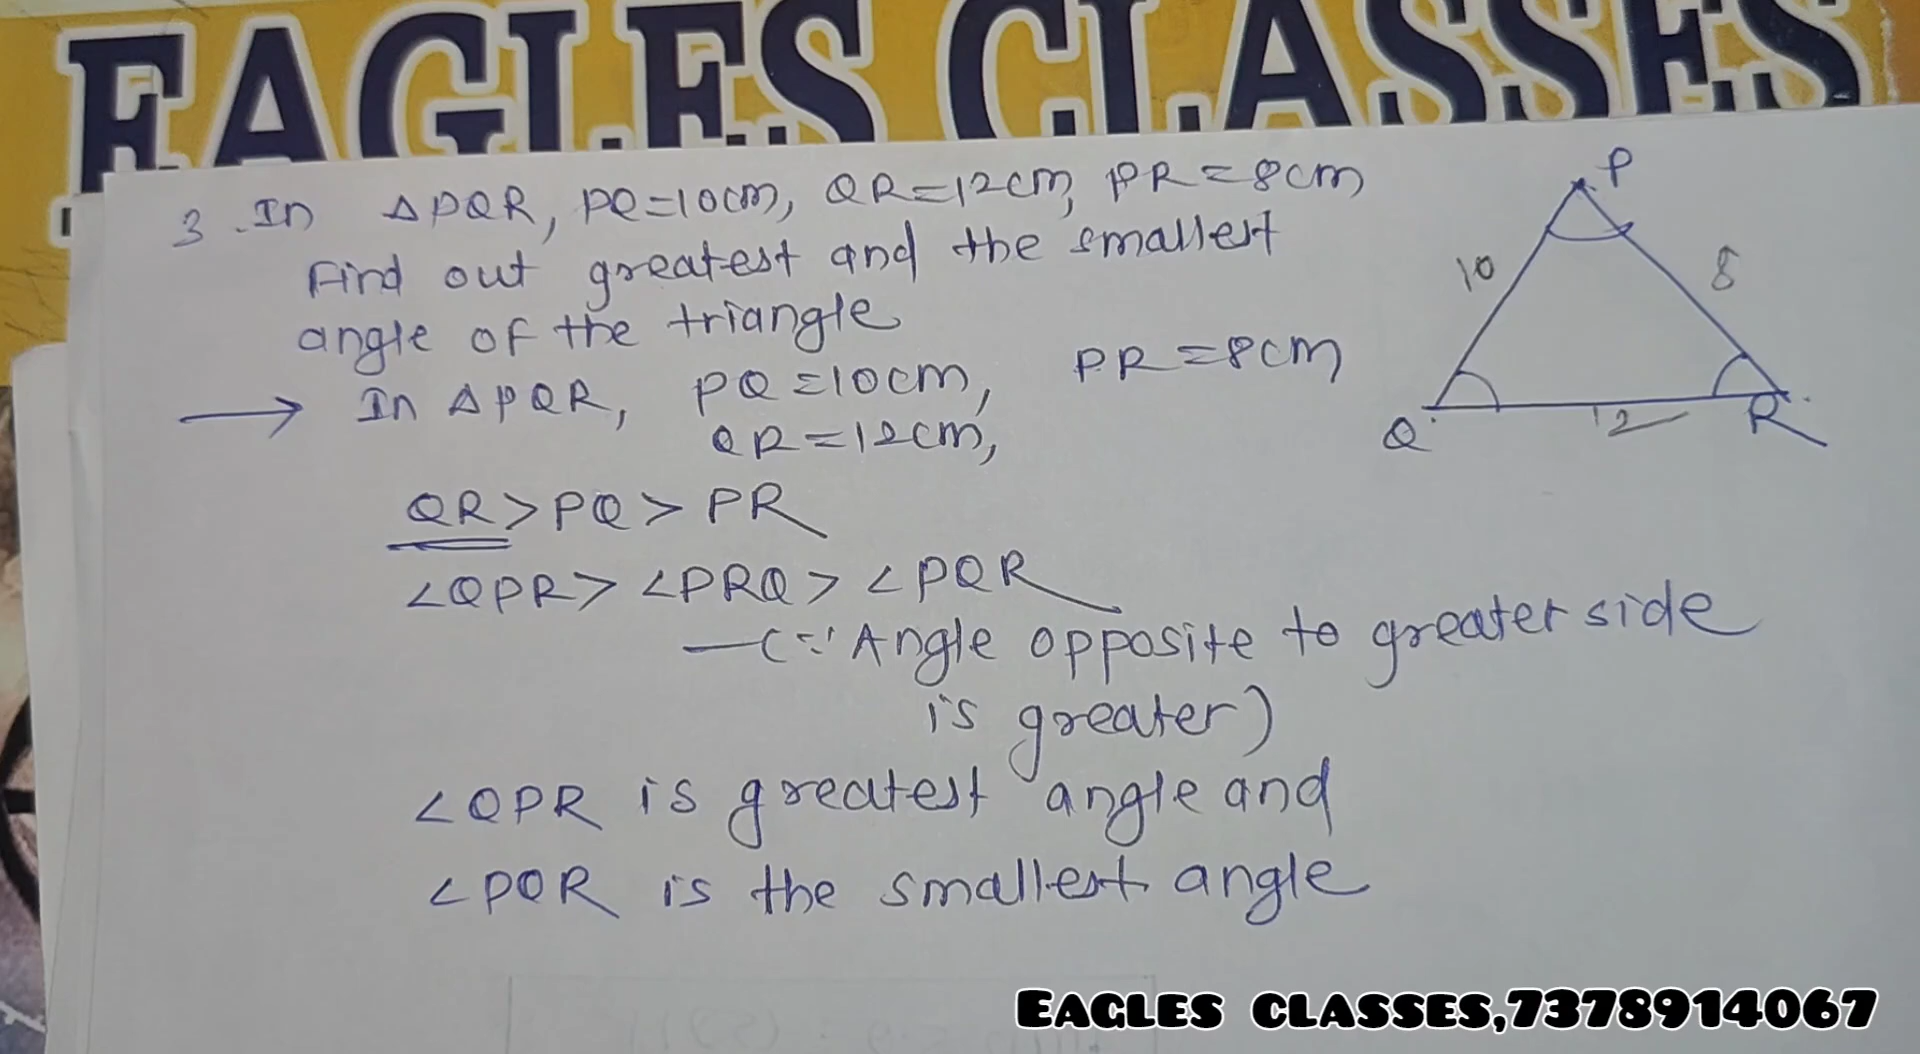 EAGLES CLASSES
3. In △PQR, PQ=10cm, QR=12cm, PR=8cm
Find out greatest and the smallest
angle of the triangle
→ In △PQR, PQ=10cm, PR=8cm
QR=12cm,
QR>PQ>PR
∠QPR>∠PRQ>∠PQR
—(∵ Angle opposite to greater side
is greater)
∠QPR is greatest angle and
∠PQR is the smallest angle
P
10
8
Q
12
R
EAGLES CLASSES,7378914067